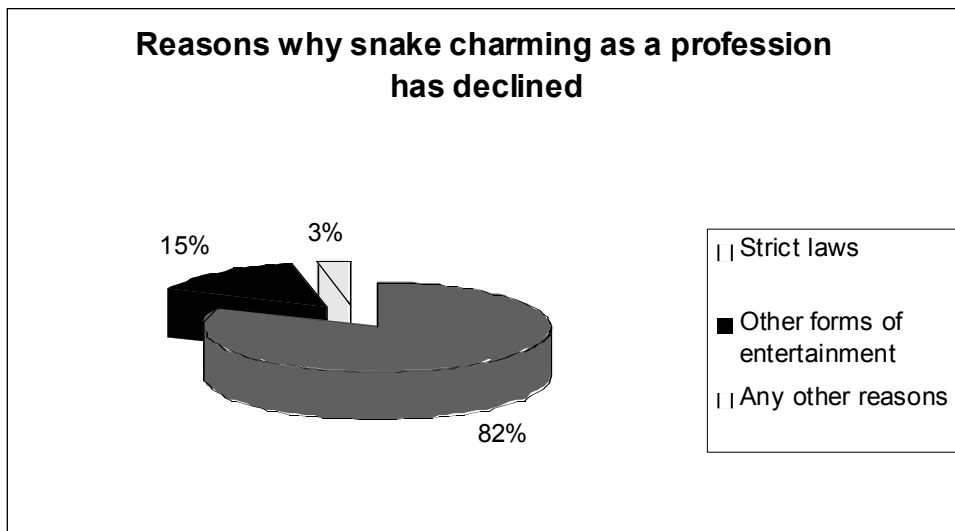 Reasons why snake charming as a profession
has declined
15%
3%
82%
Strict laws
Other forms of
entertainment
Any other reasons